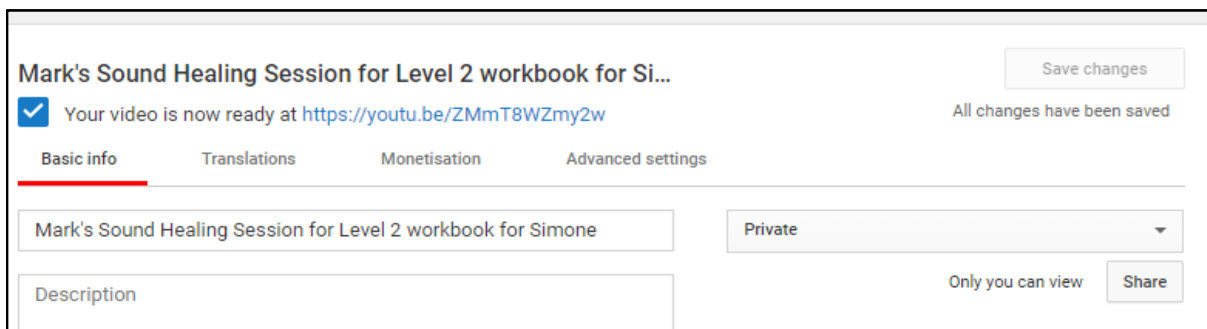 Mark's Sound Healing Session for Level 2 workbook for Si...
Save changes
Your video is now ready at https://youtu.be/ZMmT8WZmy2w
All changes have been saved
Basic info
Translations
Monetisation
Advanced settings
Mark's Sound Healing Session for Level 2 workbook for Simone
Private
Only you can view
Share
Description